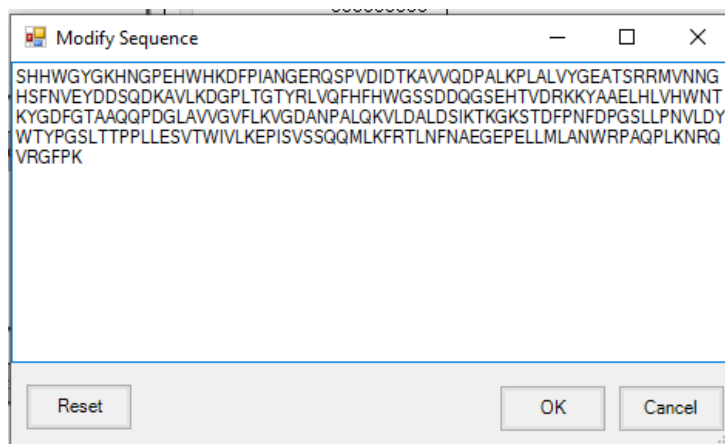 Modify Sequence
SHHWGYGKHNGPEHWHKDFPIANGERQSPVDIDTKAVVQDPALKPLALVYGEATSRRMVNNG
HSFNVEYDDSQDKAVLKDGPLTGTYRLVQFHFHWGSSDDQGSEHTVDRKKYAAELHLVHWNT
KYGDFGTAAQQPDGLAVVGVFLKVGDANPALQKVLDALDSIKTKGKSTDFPNFDPGSLLPNVLDY
WTYPGSLTTPPLLESVTWIVLKEPISVSSQQMLKFRTLNFNAEGEPELLMLANWRPAQPLKNRQ
VRGFPK
Reset
OK
Cancel